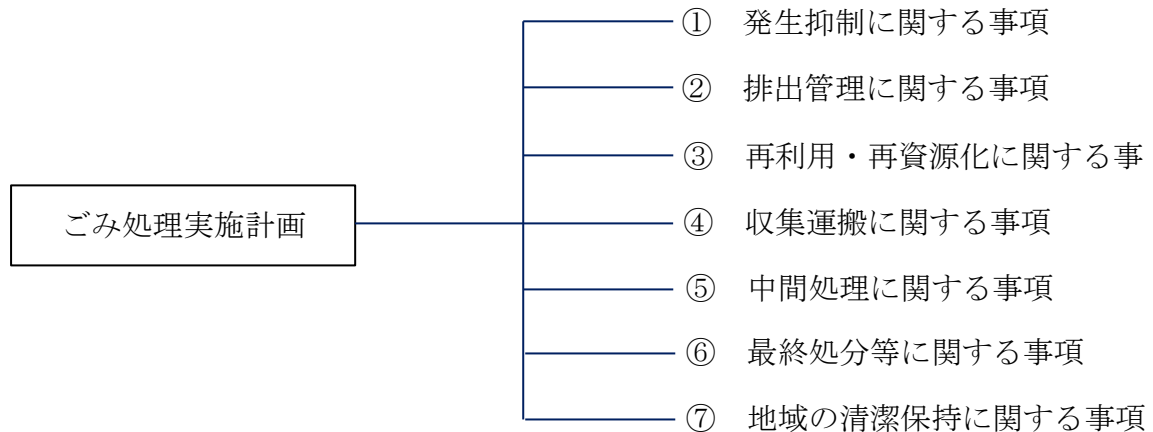 ① 発生抑制に関する事項
② 排出管理に関する事項
③ 再利用・再資源化に関する事
ごみ処理実施計画
④ 収集運搬に関する事項
⑤ 中間処理に関する事項
⑥ 最終処分等に関する事項
⑦ 地域の清潔保持に関する事項